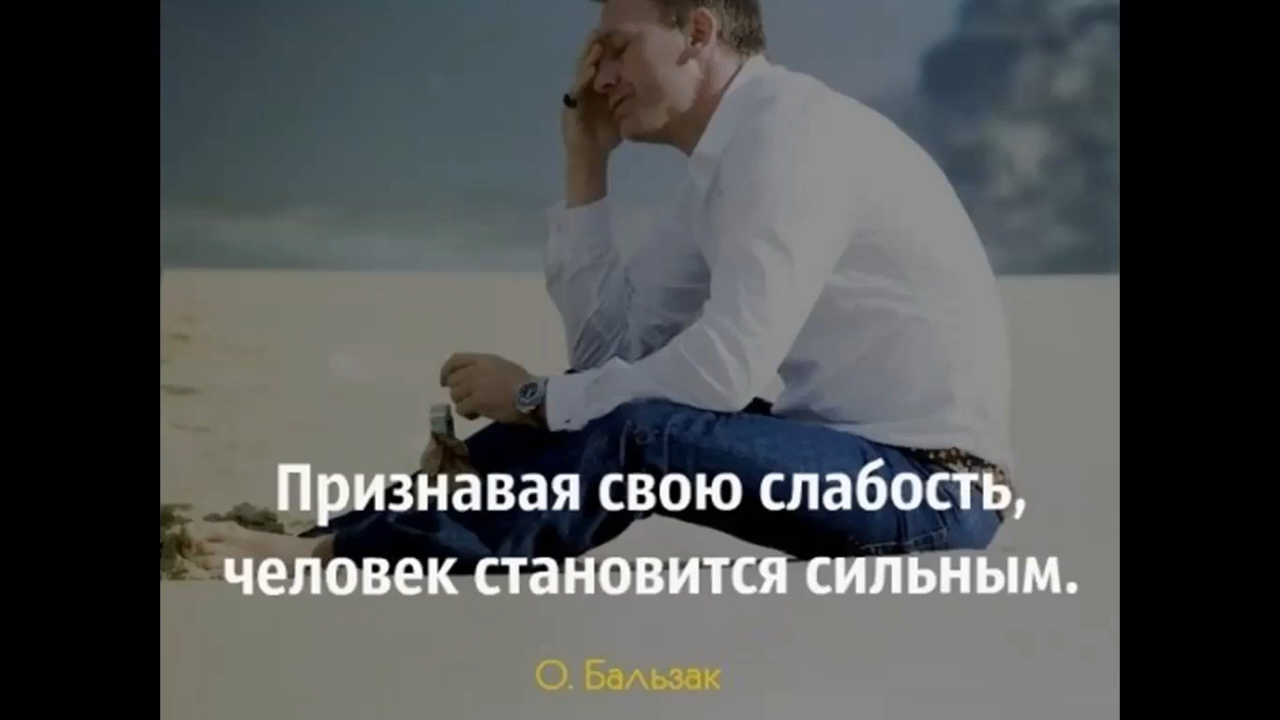 Признавая свою слабость,
человек становится сильным.
О. Бальзак